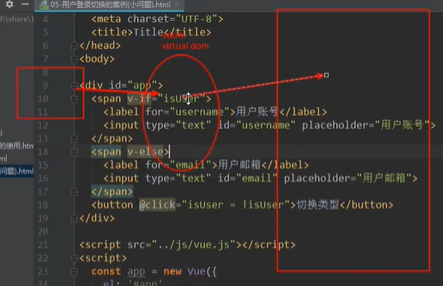 05-用户登录切换的案例(小问题).html
4 <meta charset="UTF-8">
5 <title>Title</title>
6 </head>
7 <body>
virtual dom
8
9 <div id="app">
10 <span v-if="isUser">
11 <label for="username">用户账号</label>
12 <input type="text" id="username" placeholder="用户账号">
13 </span>
14 <span v-else>
15 <label for="email">用户邮箱</label>
16 <input type="text" id="email" placeholder="用户邮箱">
17 </span>
18 <button @click="isUser = !isUser">切换类型</button>
19 </div>
20
21 <script src="../js/vue.js"></script>
22 <script>
23 const app = new Vue({
el: '#app'
F:\share\
的使用.html
ml
问题).html